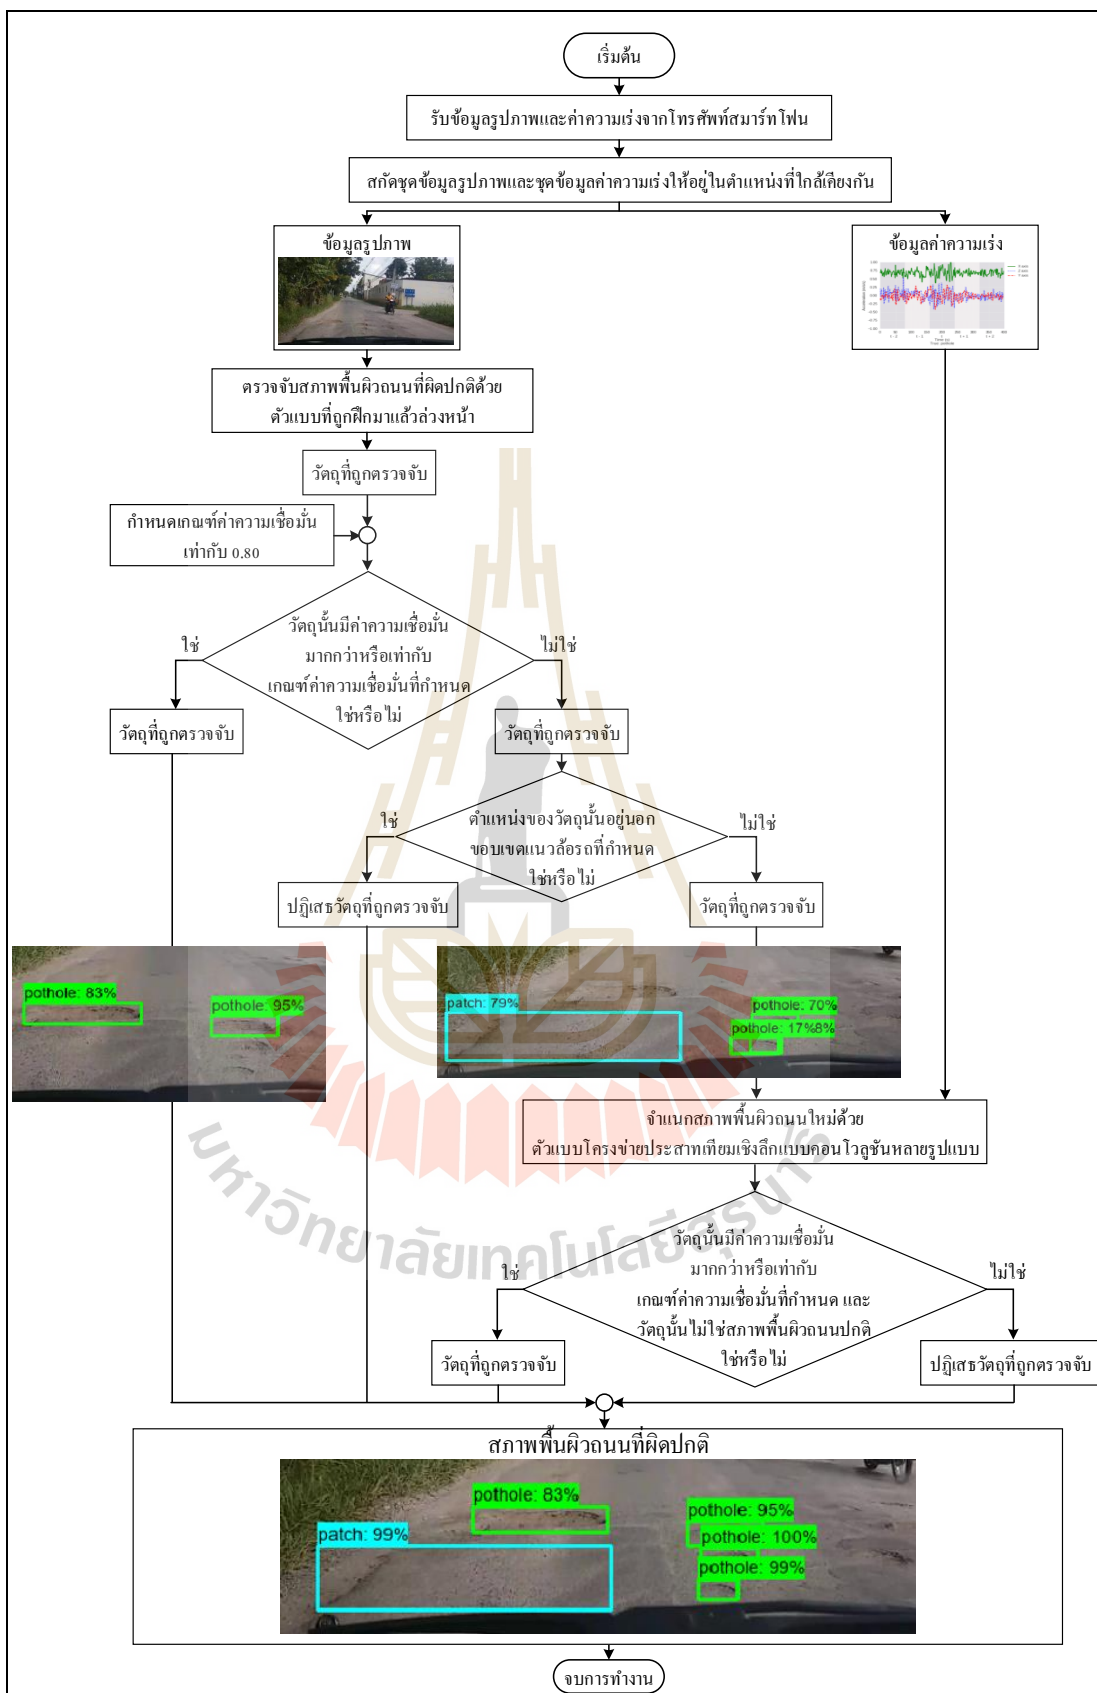 เริ่มต้น
รับข้อมูลรูปภาพและค่าความเร่งจากโทรศัพท์สมาร์ทโฟน
สกัดชุดข้อมูลรูปภาพและชุดข้อมูลค่าความเร่งให้อยู่ในตำแหน่งที่ใกล้เคียงกัน
ข้อมูลรูปภาพ
ข้อมูลค่าความเร่ง
ตรวจจับสภาพพื้นผิวถนนที่ผิดปกติด้วย
ตัวแบบที่ถูกฝึกมาแล้วล่วงหน้า
วัตถุที่ถูกตรวจจับ
กำหนดเกณฑ์ค่าความเชื่อมั่น
เท่ากับ 0.80
วัตถุนั้นมีค่าความเชื่อมั่น
มากกว่าหรือเท่ากับ
เกณฑ์ค่าความเชื่อมั่นที่กำหนด
ใช่หรือไม่
ใช่
ไม่ใช่
วัตถุที่ถูกตรวจจับ
วัตถุที่ถูกตรวจจับ
ตำแหน่งของวัตถุนั้นอยู่นอก
ขอบเขตแนวล้อรถที่กำหนด
ใช่หรือไม่
ใช่
ไม่ใช่
ปฏิเสธวัตถุที่ถูกตรวจจับ
วัตถุที่ถูกตรวจจับ
pothole: 83%
pothole: 95%
patch: 79%
pothole: 70%
pothole: 17%8%
จำแนกสภาพพื้นผิวถนนใหม่ด้วย
ตัวแบบโครงข่ายประสาทเทียมเชิงลึกแบบคอนโวลูชันหลายรูปแบบ
มหาวิทยาลัยเทคโนโลยีสุรนารี
วัตถุนั้นมีค่าความเชื่อมั่น
มากกว่าหรือเท่ากับ
เกณฑ์ค่าความเชื่อมั่นที่กำหนด และ
วัตถุนั้นไม่ใช่สภาพพื้นผิวถนนปกติ
ใช่หรือไม่
ใช่
ไม่ใช่
วัตถุที่ถูกตรวจจับ
ปฏิเสธวัตถุที่ถูกตรวจจับ
สภาพพื้นผิวถนนที่ผิดปกติ
pothole: 83%
pothole: 95%
patch: 99%
pothole: 100%
pothole: 99%
จบการทำงาน